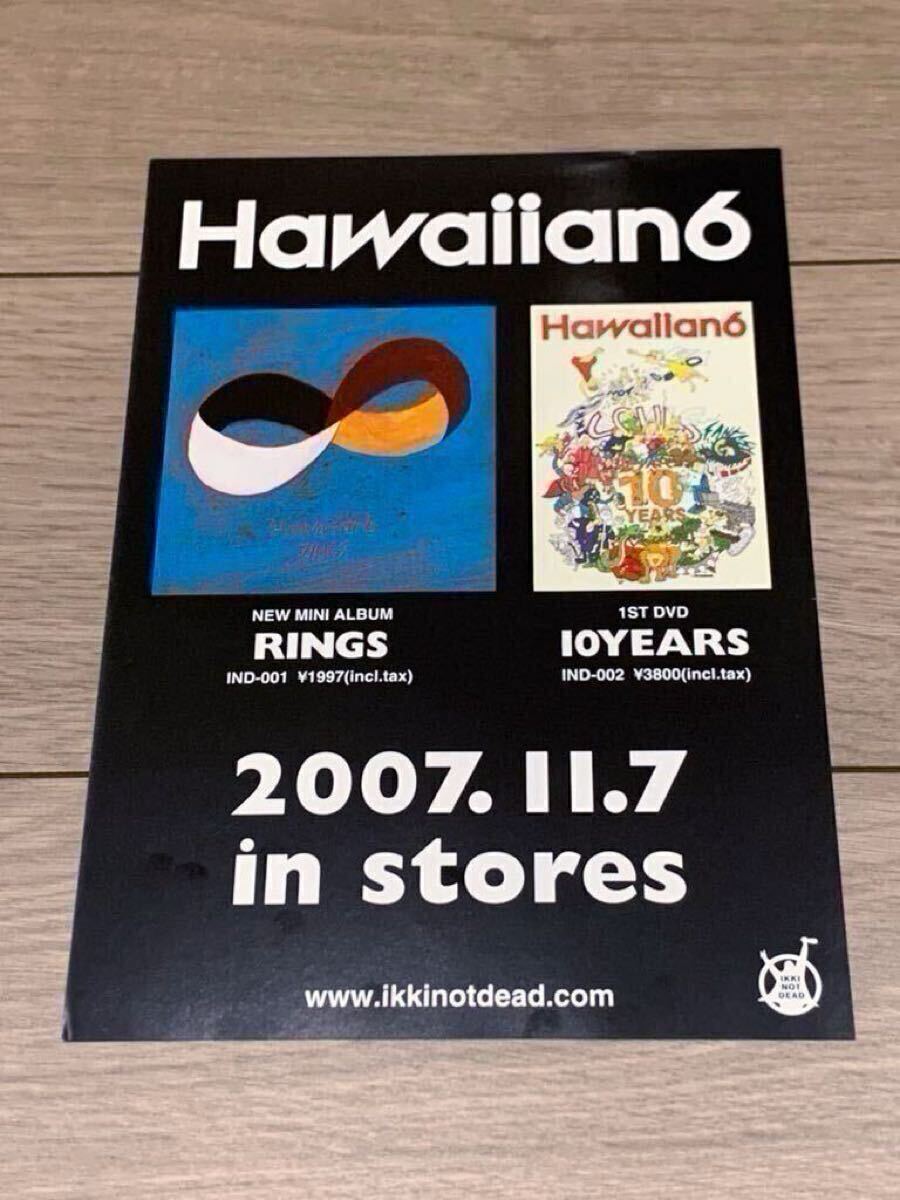 Hawaiian6
Hawaiian6
10
YEARS
NEW MINI ALBUM
RINGS
IND-001 ¥1997(incl.tax)
1ST DVD
10YEARS
IND-002 ¥3800(incl.tax)
2007.11.7
in stores
www.ikkinotdead.com
IKKI
NOT
DEAD